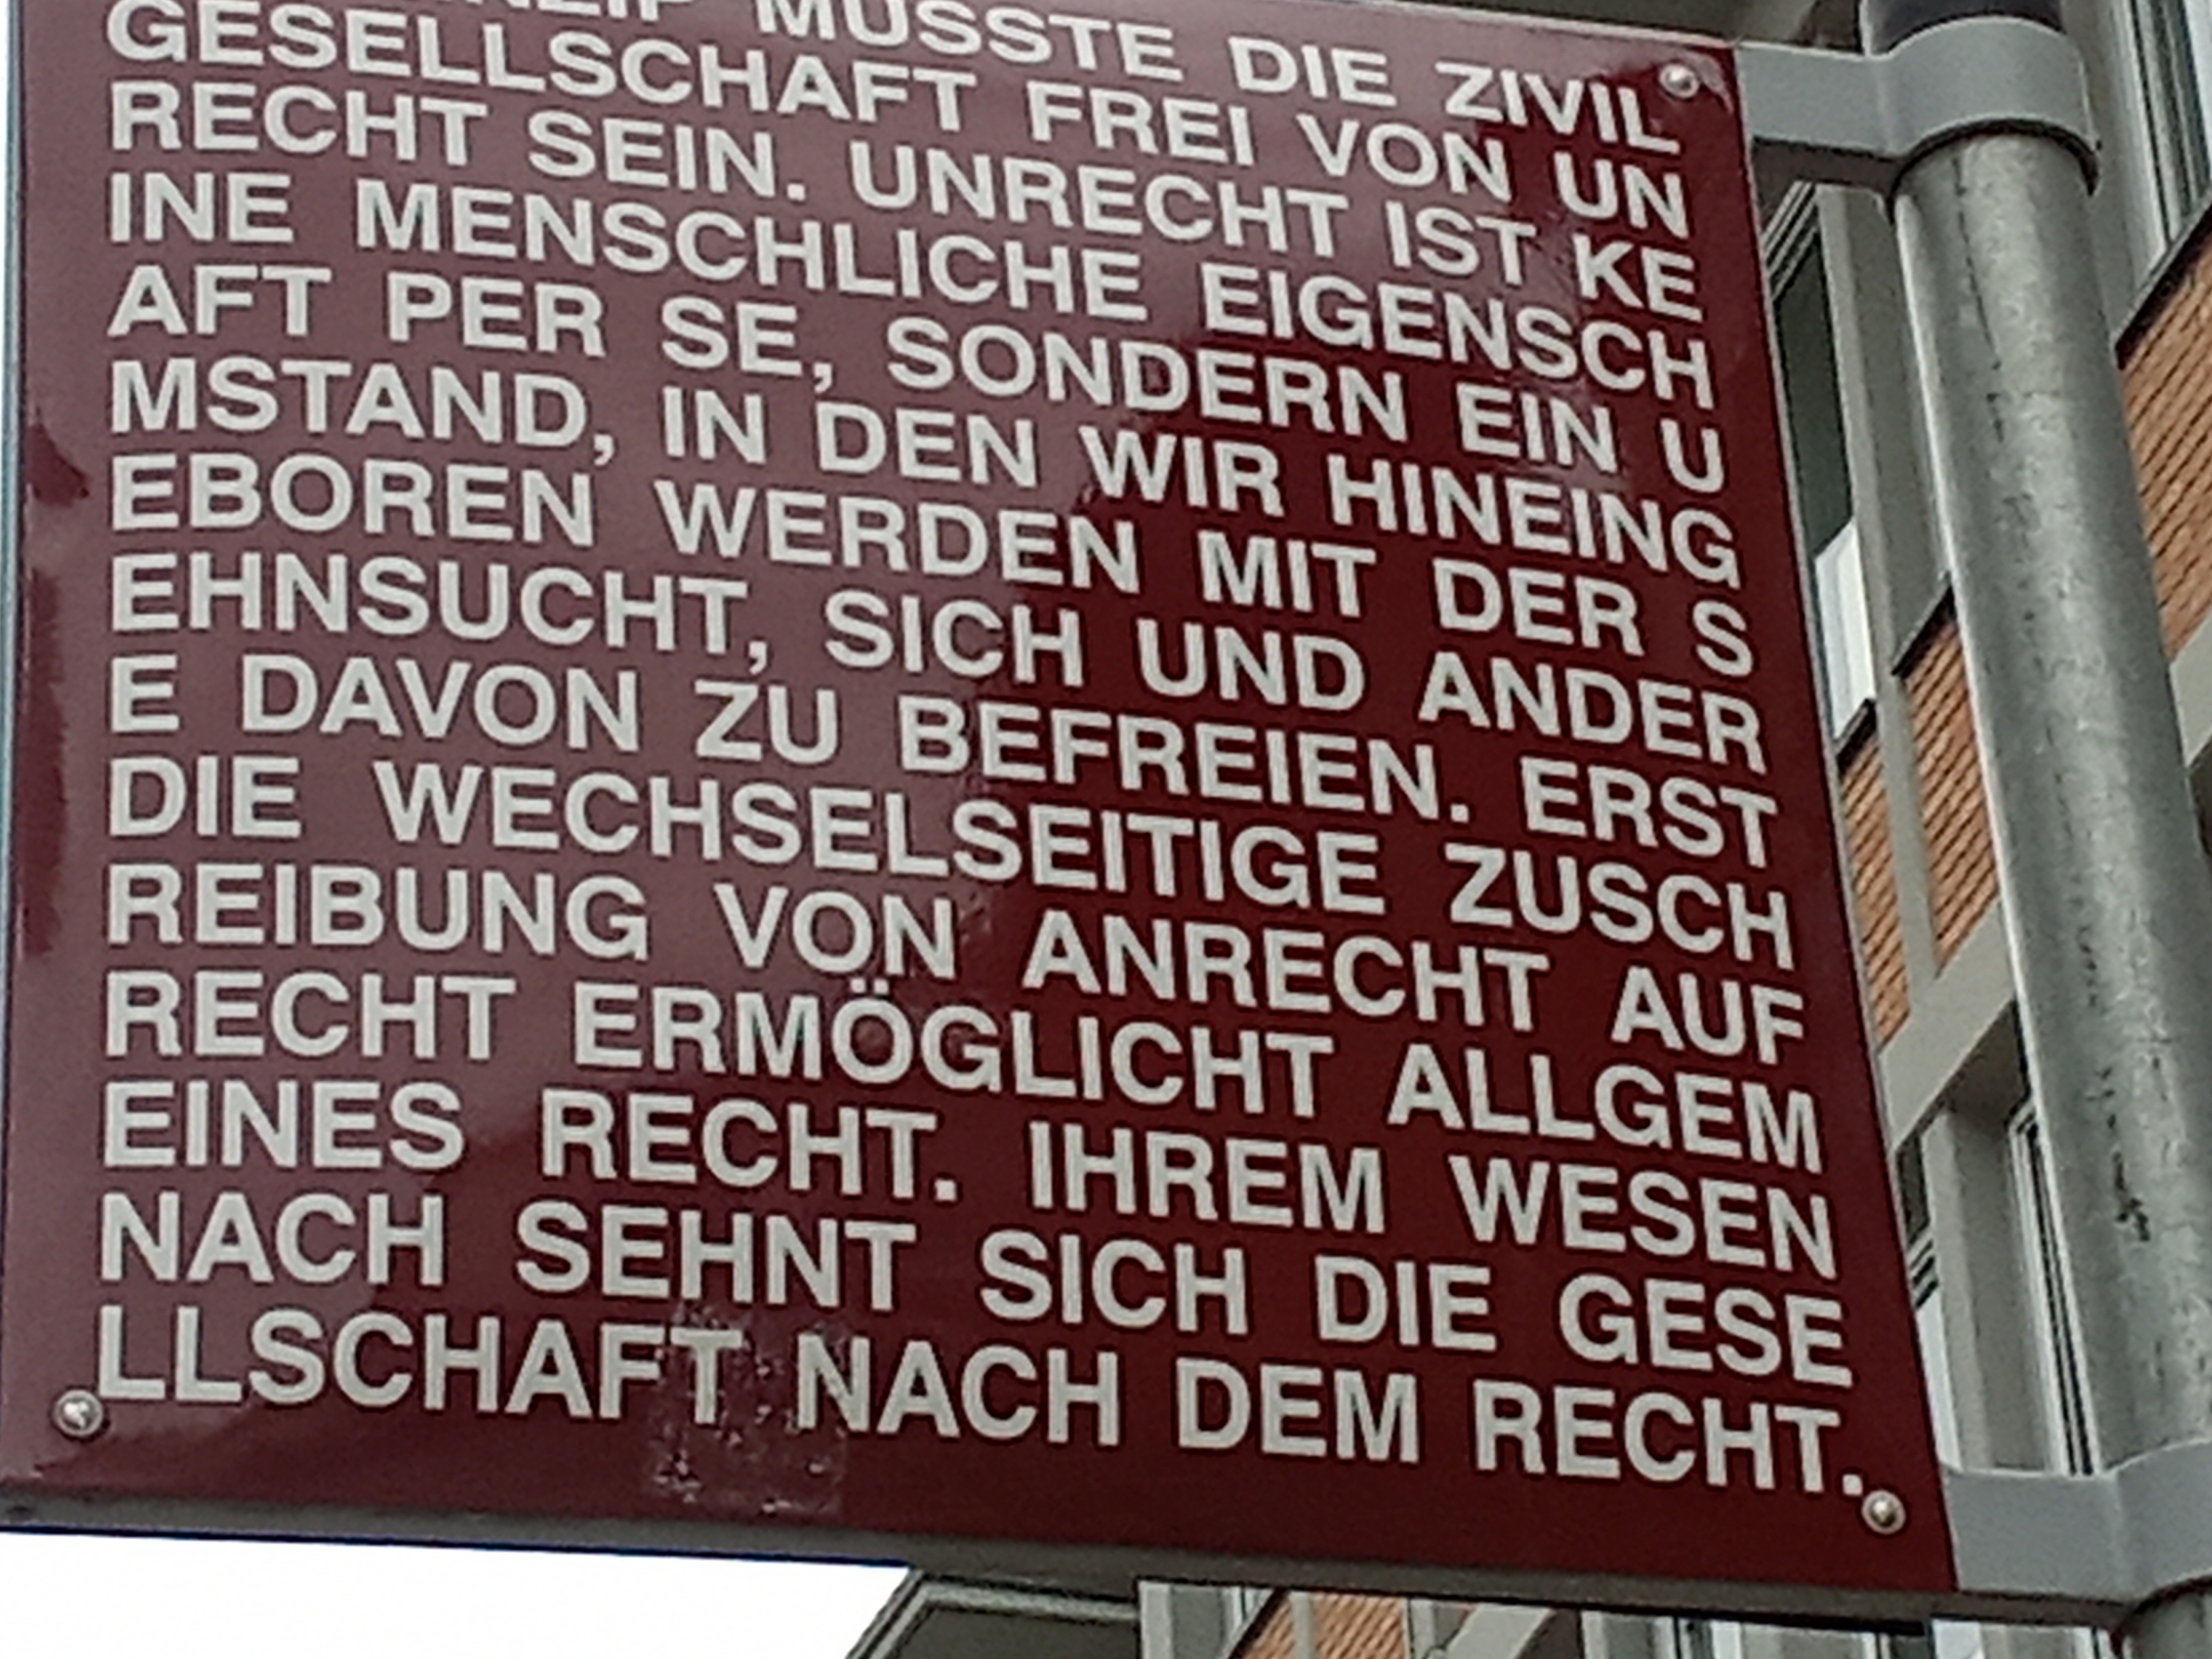 MÜSSTE DIE ZIVIL
GESELLSCHAFT FREI VON UN
RECHT SEIN. UNRECHT IST KE
INE MENSCHLICHE EIGENSCH
AFT PER SE, SONDERN EIN U
MSTAND, IN DEN WIR HINEING
EBOREN WERDEN MIT DER S
EHNSUCHT, SICH UND ANDER
E DAVON ZU BEFREIEN. ERST
DIE WECHSELSEITIGE ZUSCH
REIBUNG VON ANRECHT AUF
RECHT ERMÖGLICHT ALLGEM
EINES RECHT. IHREM WESEN
NACH SEHNT SICH DIE GESE
LLSCHAFT NACH DEM RECHT.